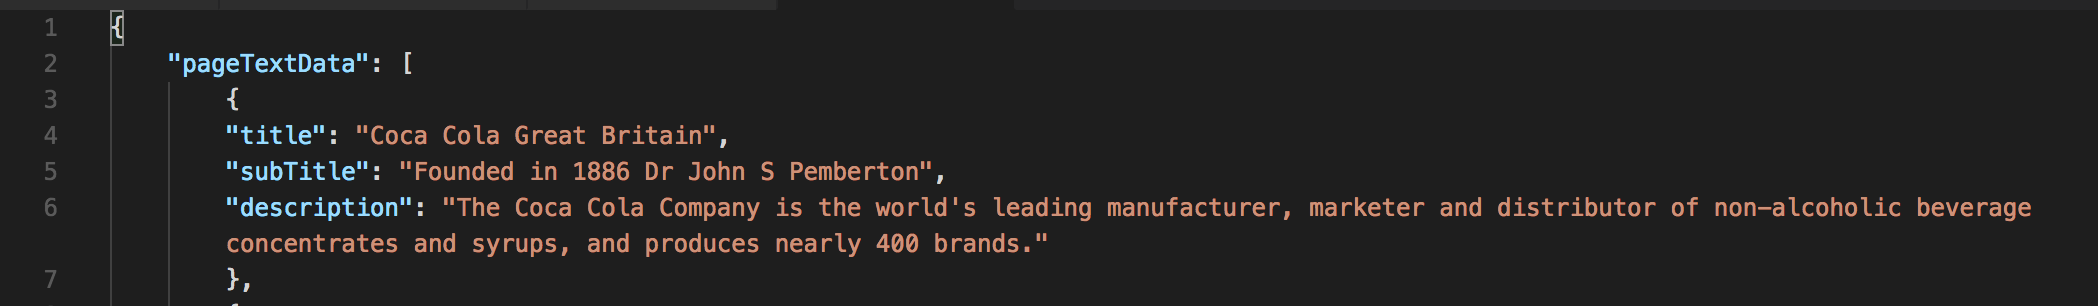 1 {
2 "pageTextData": [
3 {
4 "title": "Coca Cola Great Britain",
5 "subTitle": "Founded in 1886 Dr John S Pemberton",
6 "description": "The Coca Cola Company is the world's leading manufacturer, marketer and distributor of non-alcoholic beverage
concentrates and syrups, and produces nearly 400 brands."
7 },